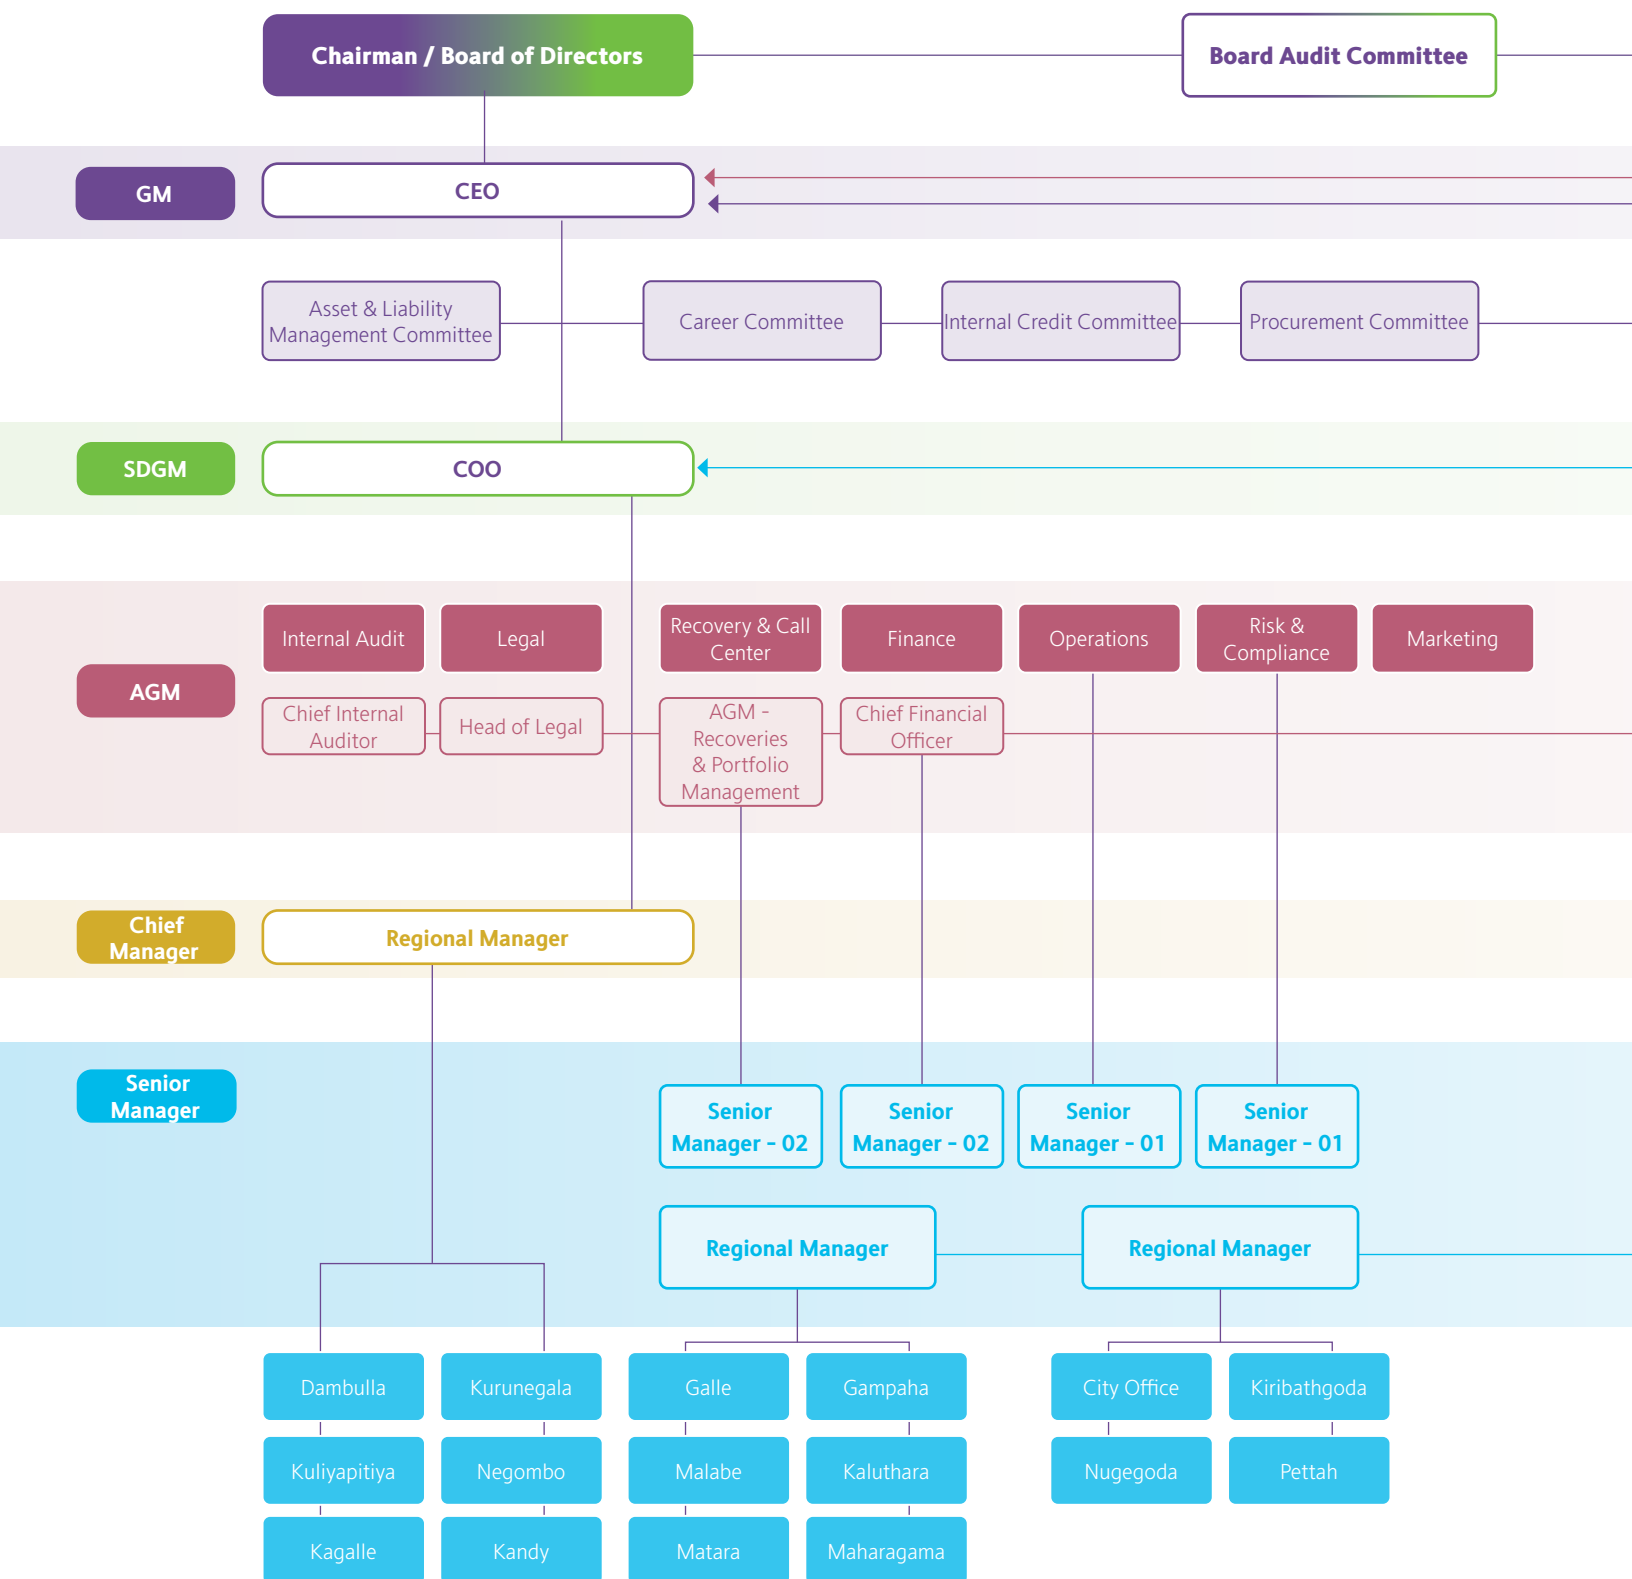 Chairman / Board of Directors
Board Audit Committee
GM
CEO
Asset & Liability
Management Committee
Career Committee
Internal Credit Committee
Procurement Committee
SDGM
COO
AGM
Internal Audit
Legal
Recovery & Call
Center
Finance
Operations
Risk &
Compliance
Marketing
Chief Internal
Auditor
Head of Legal
AGM -
Recoveries
& Portfolio
Management
Chief Financial
Officer
Chief
Manager
Regional Manager
Senior
Manager
Senior
Manager - 02
Senior
Manager - 02
Senior
Manager - 01
Senior
Manager - 01
Regional Manager
Regional Manager
Dambulla
Kurunegala
Galle
Gampaha
City Office
Kiribathgoda
Kuliyapitiya
Negombo
Malabe
Kaluthara
Nugegoda
Pettah
Kagalle
Kandy
Matara
Maharagama